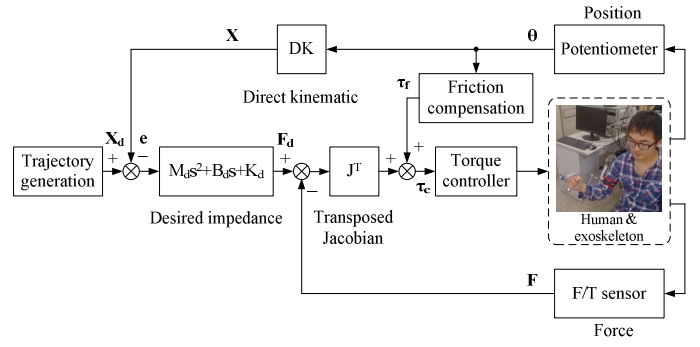 Position
X
DK
θ
Potentiometer
Direct kinematic
τf
Friction
compensation
Xd
e
Fd
+
−
+
−
+
+
Trajectory
generation
Mds²+Bds+Kd
Jᵀ
τc
Torque
controller
Desired impedance
Transposed
Jacobian
Human &
exoskeleton
F
F/T sensor
Force